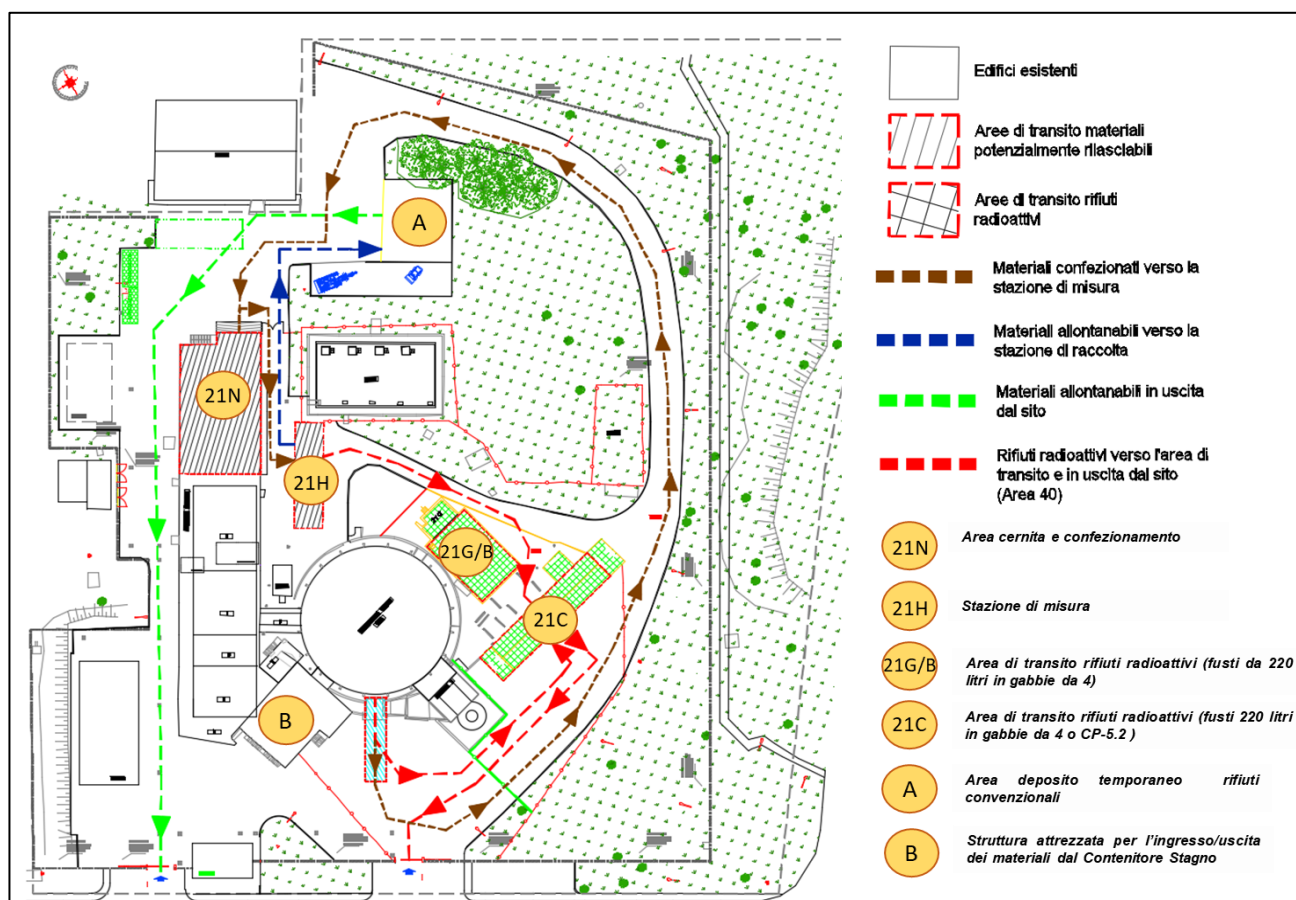 A
21N
21H
212
21G/B
21C
B
Edifici esistenti
Aree di transito materiali
potenzialmente rilasciabili
Aree di transito rifiuti
radioattivi
Materiali confezionati verso la
stazione di misura
Materiali allontanabili verso la
stazione di raccolta
Materiali allontanabili in uscita
dal sito
Rifiuti radioattivi verso l'area di
transito e in uscita dal sito
(Area 40)
21N
Area cernita e confezionamento
21H
Stazione di misura
21G/B
Area di transito rifiuti radioattivi (fusti da 220
litri in gabbie da 4)
21C
Area di transito rifiuti radioattivi (fusti 220 litri
in gabbie da 4 o CP-5.2 )
A
Area deposito temporaneo rifiuti
convenzionali
B
Struttura attrezzata per l'ingresso/uscita
dei materiali dal Contenitore Stagno